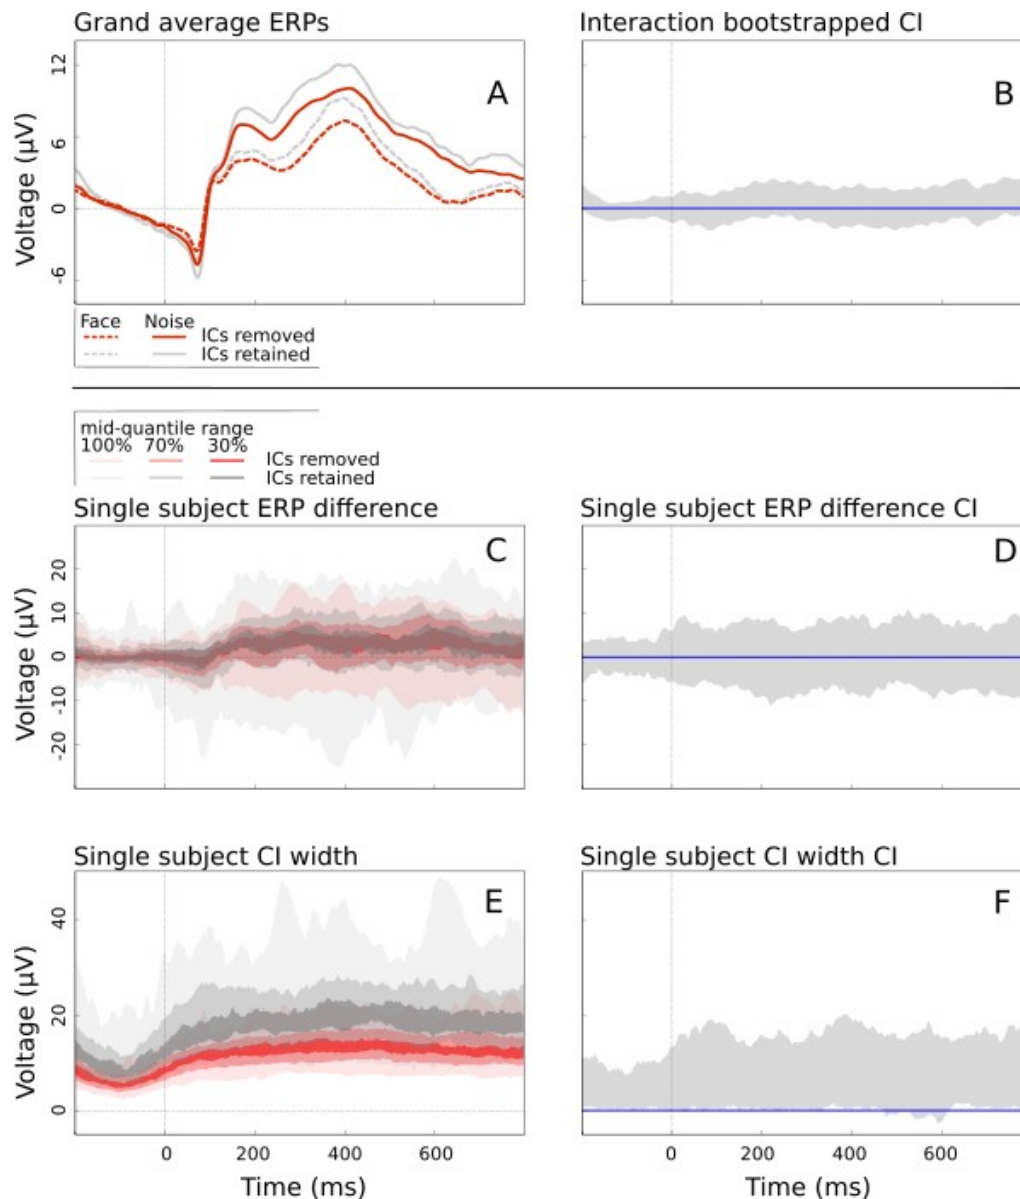 Grand average ERPs
Interaction bootstrapped CI
Voltage (µV)
12
6
0
-6
A
B
Face Noise
ICs removed
ICs retained
mid-quantile range
100% 70% 30%
ICs removed
ICs retained
Single subject ERP difference
Single subject ERP difference CI
Voltage (µV)
20
10
0
-10
-20
C
D
Single subject CI width
Single subject CI width CI
Voltage (µV)
40
20
0
E
F
0 200 400 600
0 200 400 600
Time (ms)
Time (ms)